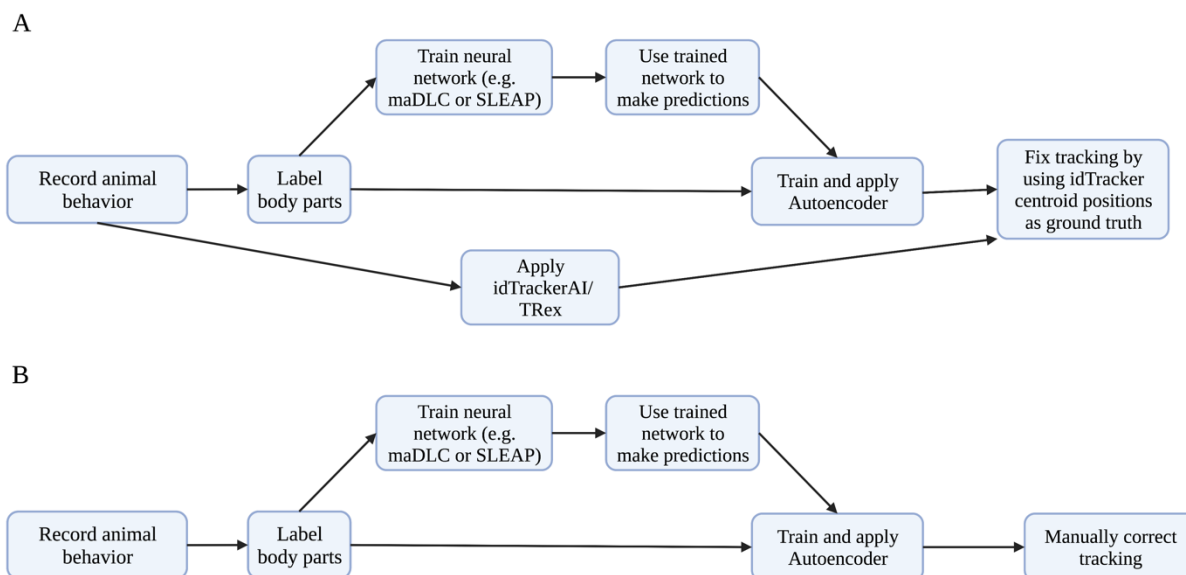 A
Train neural
network (e.g.
maDLC or SLEAP)
Use trained
network to
make predictions
Record animal
behavior
Label
body parts
Train and apply
Autoencoder
Fix tracking by
using idTracker
centroid positions
as ground truth
Apply
idTrackerAI/
TRex
B
Train neural
network (e.g.
maDLC or SLEAP)
Use trained
network to
make predictions
Record animal
behavior
Label
body parts
Train and apply
Autoencoder
Manually correct
tracking